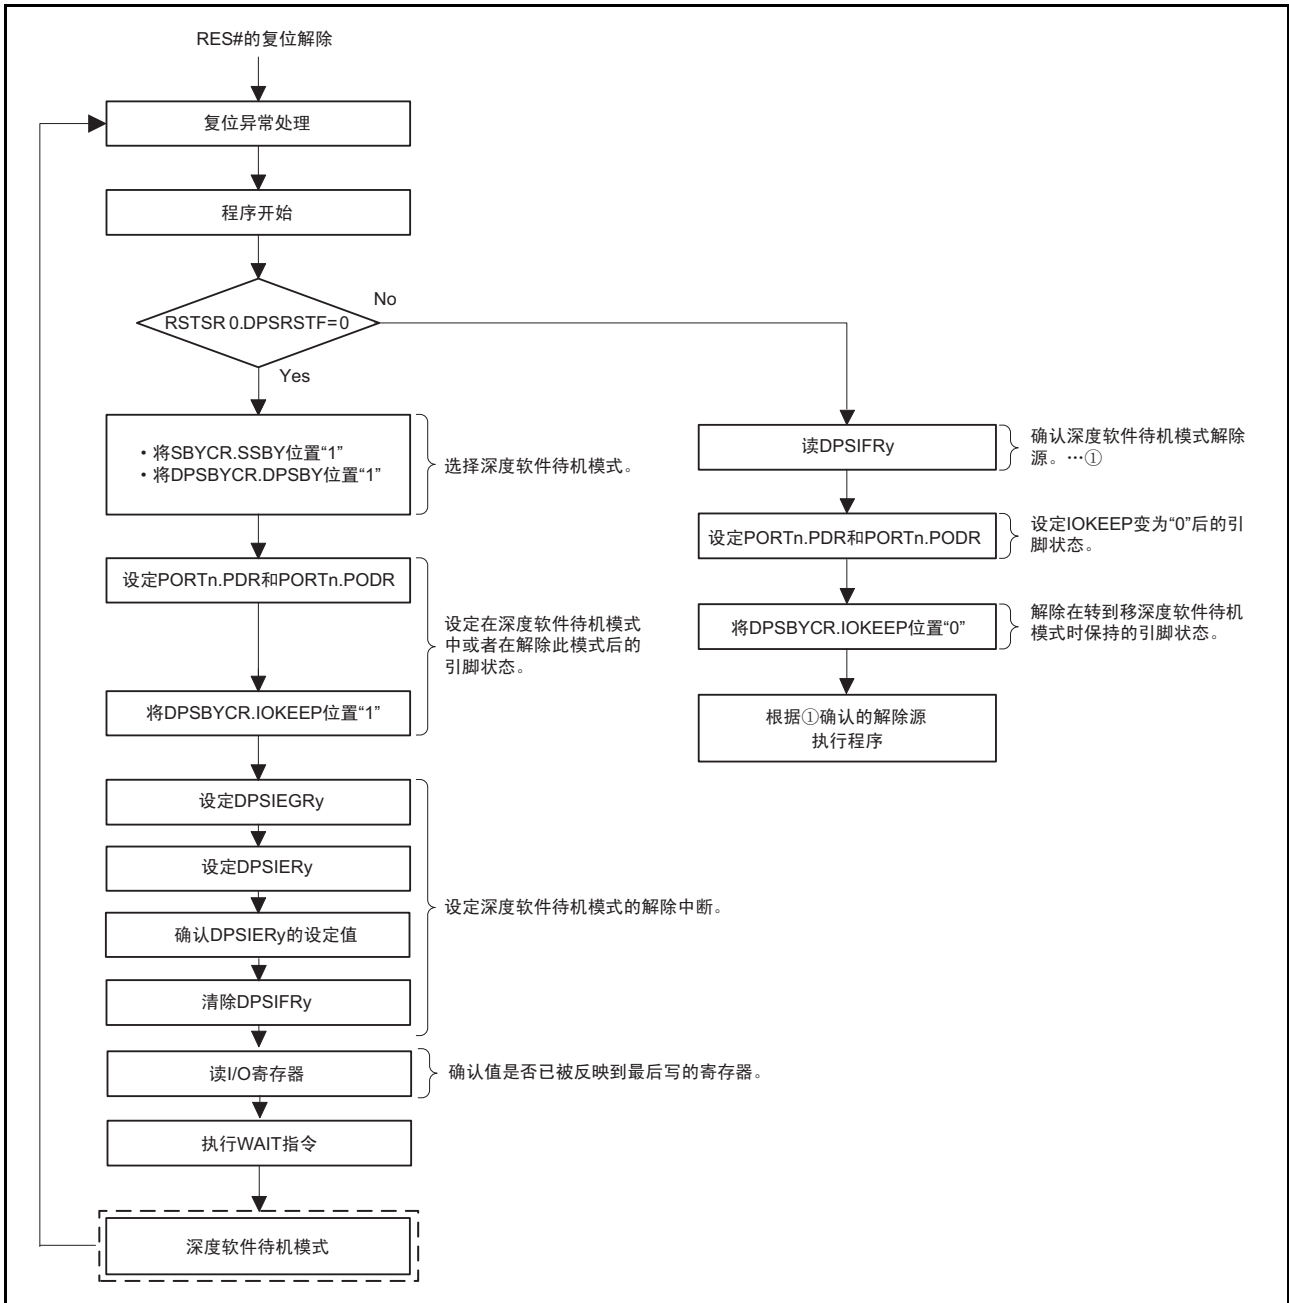 RES#的复位解除
复位异常处理
程序开始
RSTSR0.DPSRSTF=0
No
Yes
・将SBYCR.SSBY位置“1”
・将DPSBYCR.DPSBY位置“1”
选择深度软件待机模式。
设定PORTn.PDR和PORTn.PODR
将DPSBYCR.IOKEEP位置“1”
设定在深度软件待机模式
中或者在解除此模式后的
引脚状态。
设定DPSIEGRy
设定DPSIERy
确认DPSIERy的设定值
清除DPSIFRy
设定深度软件待机模式的解除中断。
读I/O寄存器
确认值是否已被反映到最后写的寄存器。
执行WAIT指令
深度软件待机模式
读DPSIFRy
确认深度软件待机模式解除
源。…①
设定PORTn.PDR和PORTn.PODR
设定IOKEEP变为“0”后的引
脚状态。
将DPSBYCR.IOKEEP位置“0”
解除在转到移深度软件待机
模式时保持的引脚状态。
根据①确认的解除源
执行程序